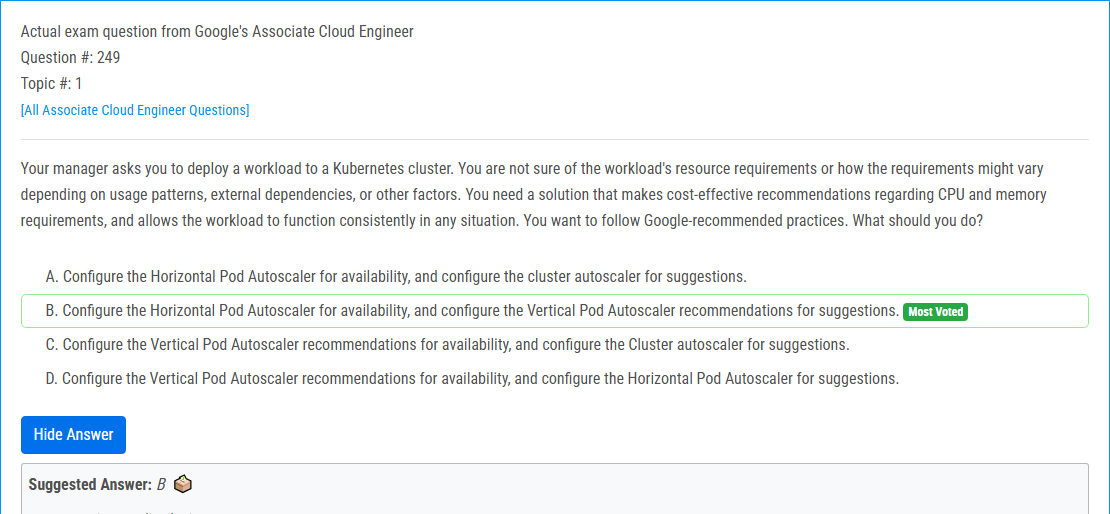 Actual exam question from Google's Associate Cloud Engineer
Question #: 249
Topic #: 1
[All Associate Cloud Engineer Questions]
Your manager asks you to deploy a workload to a Kubernetes cluster. You are not sure of the workload's resource requirements or how the requirements might vary
depending on usage patterns, external dependencies, or other factors. You need a solution that makes cost-effective recommendations regarding CPU and memory
requirements, and allows the workload to function consistently in any situation. You want to follow Google-recommended practices. What should you do?
A. Configure the Horizontal Pod Autoscaler for availability, and configure the cluster autoscaler for suggestions.
B. Configure the Horizontal Pod Autoscaler for availability, and configure the Vertical Pod Autoscaler recommendations for suggestions. Most Voted
C. Configure the Vertical Pod Autoscaler recommendations for availability, and configure the Cluster autoscaler for suggestions.
D. Configure the Vertical Pod Autoscaler recommendations for availability, and configure the Horizontal Pod Autoscaler for suggestions.
Hide Answer
Suggested Answer: B